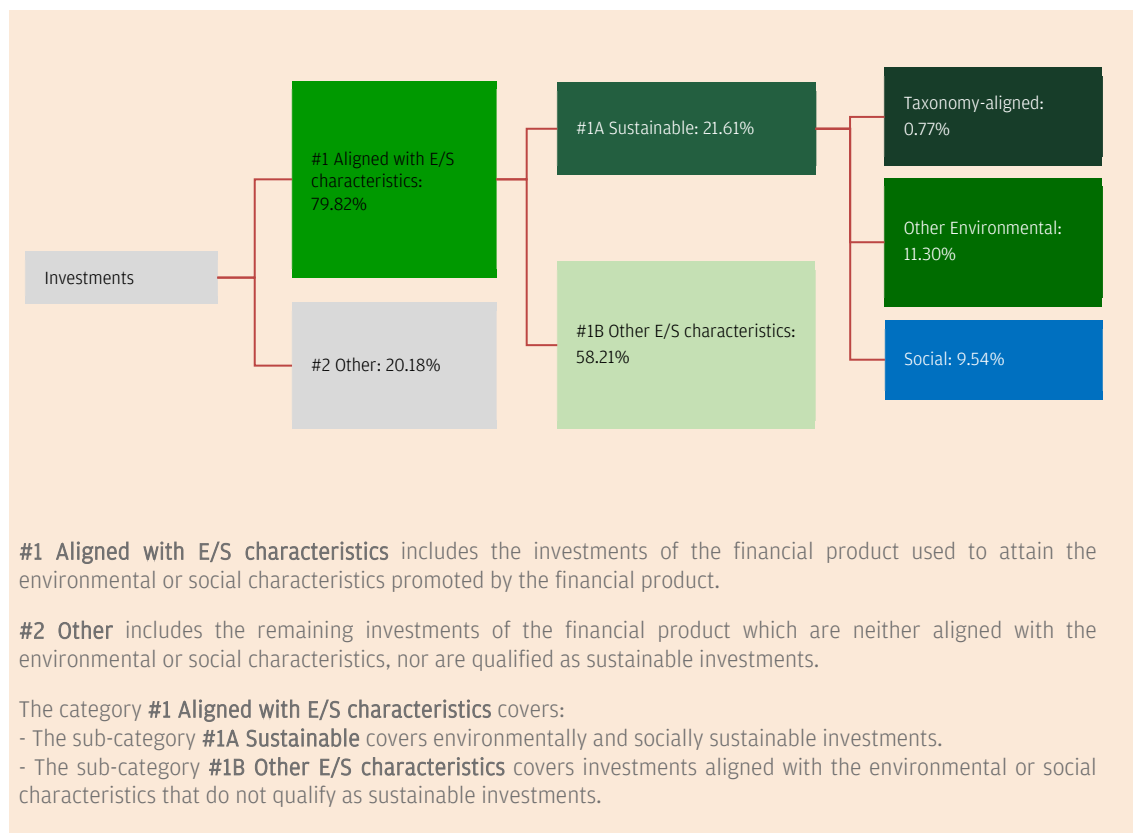 Investments
#1 Aligned with E/S
characteristics:
79.82%
#2 Other: 20.18%
#1A Sustainable: 21.61%
#1B Other E/S characteristics:
58.21%
Taxonomy-aligned:
0.77%
Other Environmental:
11.30%
Social: 9.54%
#1 Aligned with E/S characteristics includes the investments of the financial product used to attain the
environmental or social characteristics promoted by the financial product.
#2 Other includes the remaining investments of the financial product which are neither aligned with the
environmental or social characteristics, nor are qualified as sustainable investments.
The category #1 Aligned with E/S characteristics covers:
- The sub-category #1A Sustainable covers environmentally and socially sustainable investments.
- The sub-category #1B Other E/S characteristics covers investments aligned with the environmental or social
characteristics that do not qualify as sustainable investments.